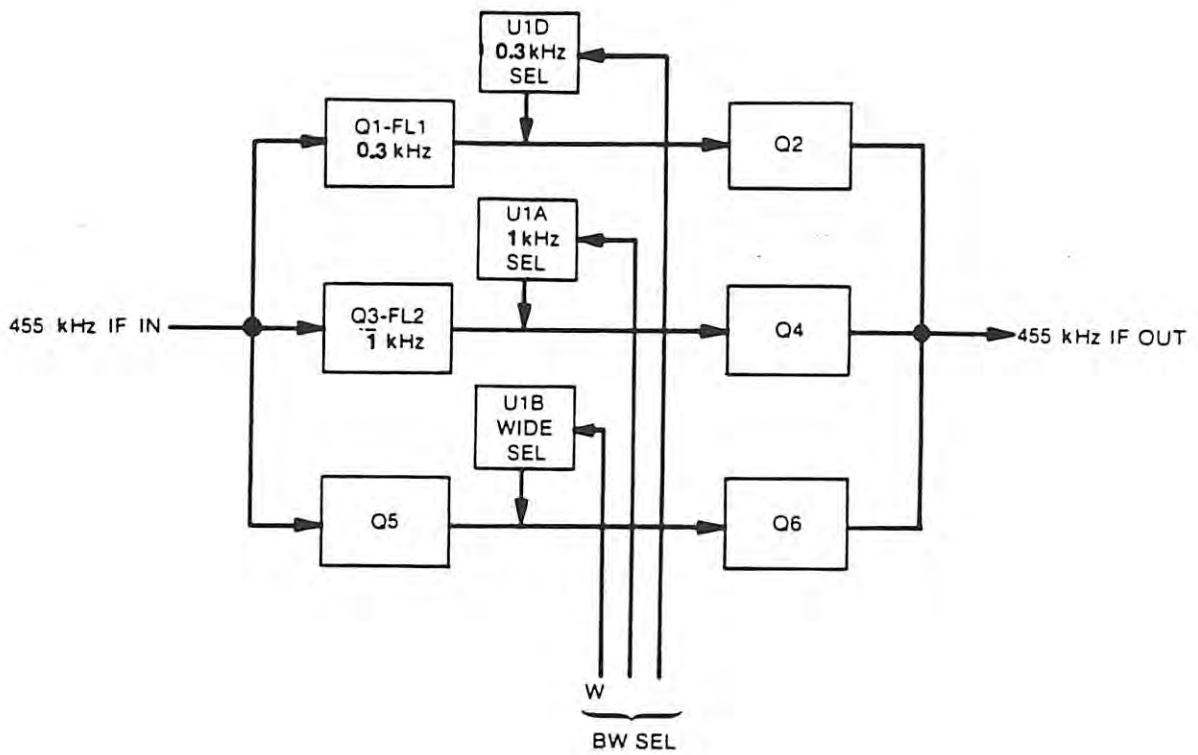 U1D
0.3 kHz
SEL
Q1-FL1
0.3 kHz
Q2
U1A
1 kHz
SEL
455 kHz IF IN
Q3-FL2
1 kHz
Q4
455 kHz IF OUT
U1B
WIDE
SEL
Q5
Q6
W
BW SEL